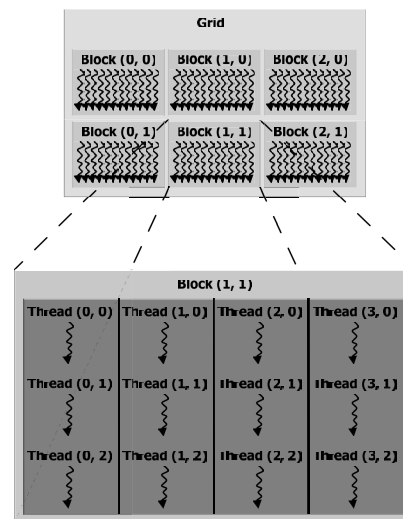 Grid
Block (0, 0) Block (1, 0) Block (2, 0)
Block (0, 1) Block (1, 1) Block (2, 1)
Block (1, 1)
Thread (0, 0) Thread (1, 0) Thread (2, 0) Thread (3, 0)
Thread (0, 1) Thread (1, 1) Thread (2, 1) Thread (3, 1)
Thread (0, 2) Thread (1, 2) Thread (2, 2) Thread (3, 2)